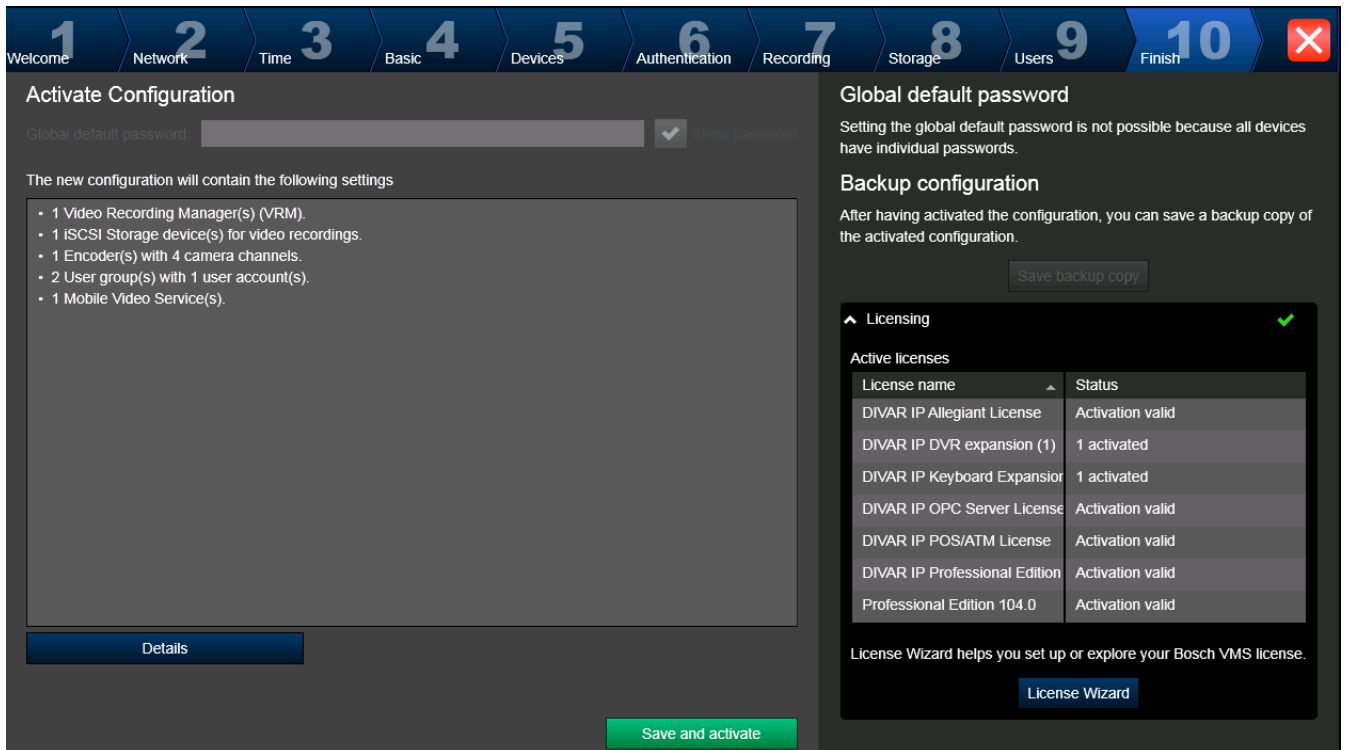 1 Welcome
2 Network
3 Time
4 Basic
5 Devices
6 Authentication
7 Recording
8 Storage
9 Users
10 Finish
Activate Configuration
Global default password:
Show password
The new configuration will contain the following settings
• 1 Video Recording Manager(s) (VRM).
• 1 iSCSI Storage device(s) for video recordings.
• 1 Encoder(s) with 4 camera channels.
• 2 User group(s) with 1 user account(s).
• 1 Mobile Video Service(s).
Details
Save and activate
Global default password
Setting the global default password is not possible because all devices
have individual passwords.
Backup configuration
After having activated the configuration, you can save a backup copy of
the activated configuration.
Save backup copy
Licensing
Active licenses
License name Status
DIVAR IP Allegiant License Activation valid
DIVAR IP DVR expansion (1) 1 activated
DIVAR IP Keyboard Expansion 1 activated
DIVAR IP OPC Server License Activation valid
DIVAR IP POS/ATM License Activation valid
DIVAR IP Professional Edition Activation valid
Professional Edition 104.0 Activation valid
License Wizard helps you set up or explore your Bosch VMS license.
License Wizard